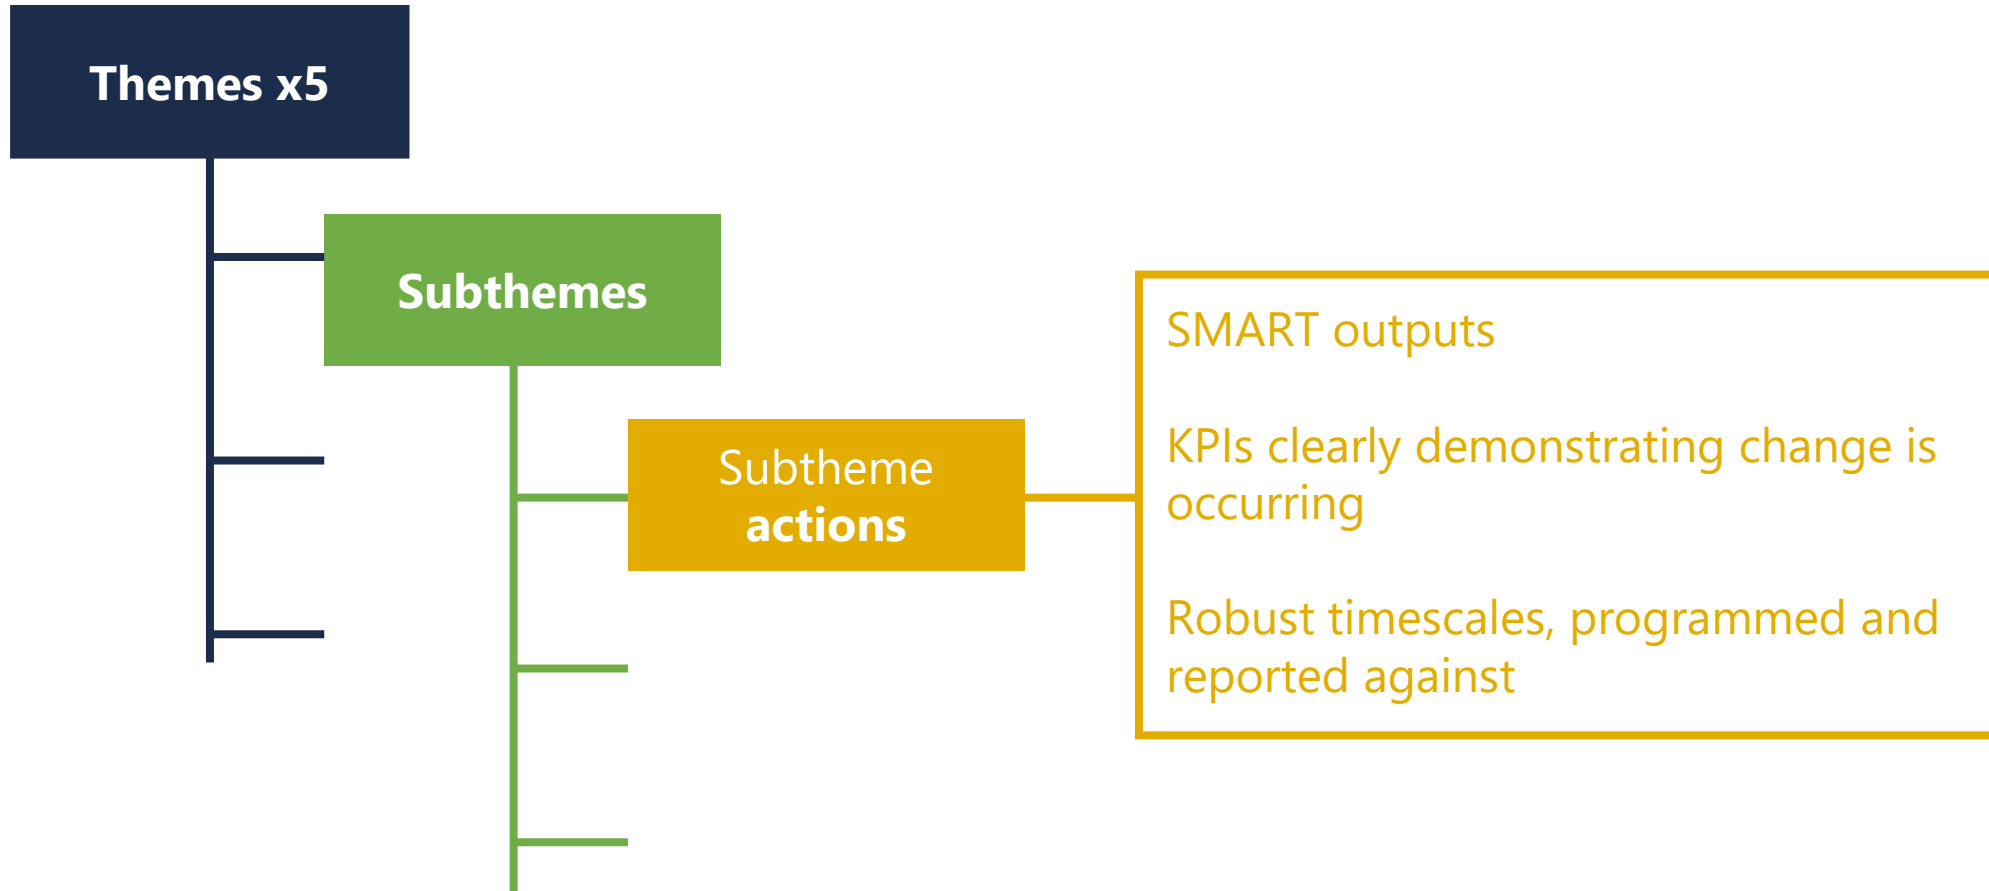 Themes x5
Subthemes
Subtheme
actions
SMART outputs
KPIs clearly demonstrating change is
occurring
Robust timescales, programmed and
reported against